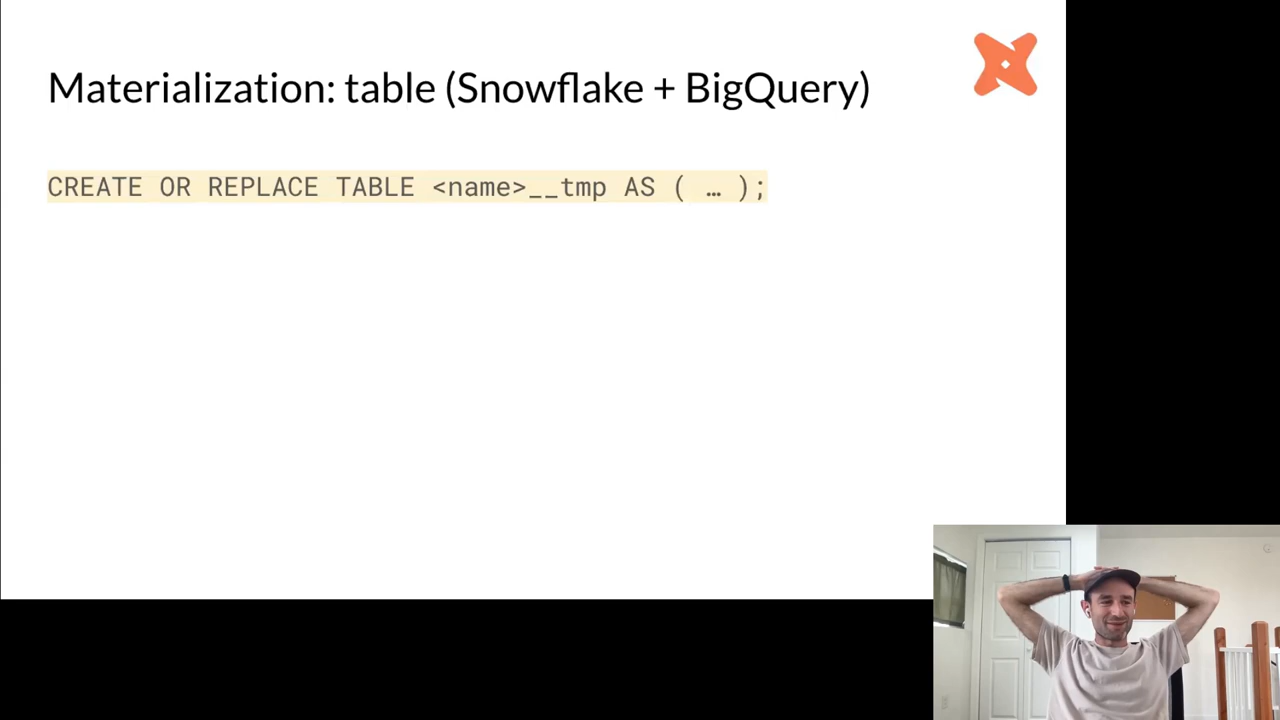 Materialization: table (Snowflake + BigQuery)
CREATE OR REPLACE TABLE <name>__tmp AS ( … );